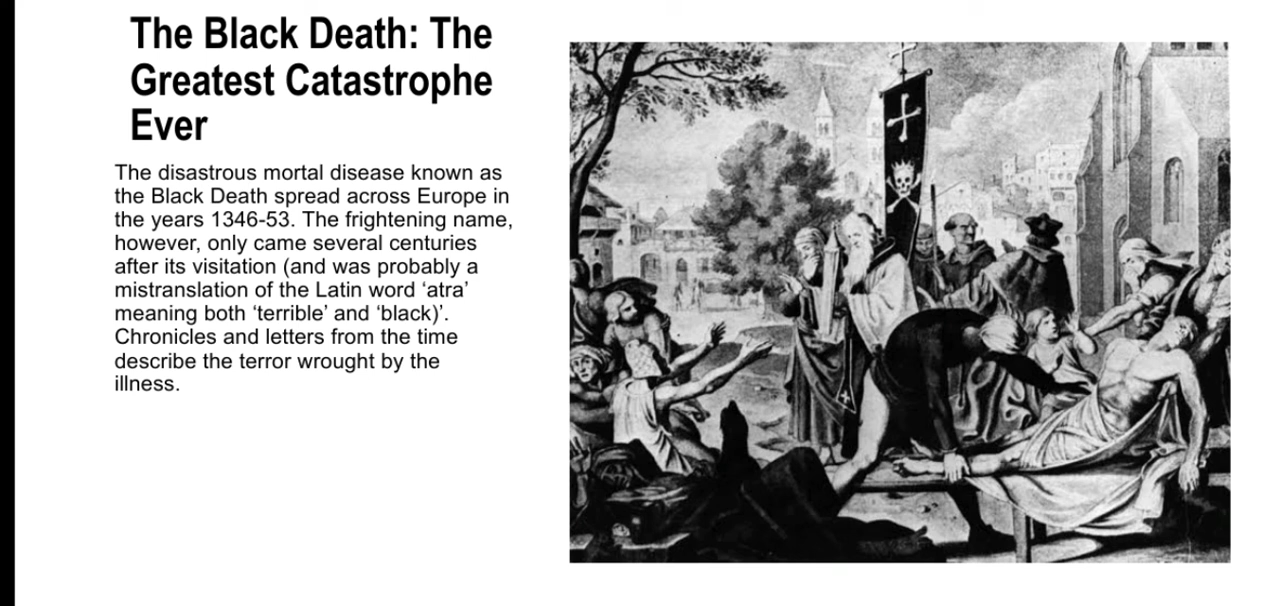 The Black Death: The
Greatest Catastrophe
Ever
The disastrous mortal disease known as
the Black Death spread across Europe in
the years 1346-53. The frightening name,
however, only came several centuries
after its visitation (and was probably a
mistranslation of the Latin word ‘atra’
meaning both ‘terrible’ and ‘black)’.
Chronicles and letters from the time
describe the terror wrought by the
illness.